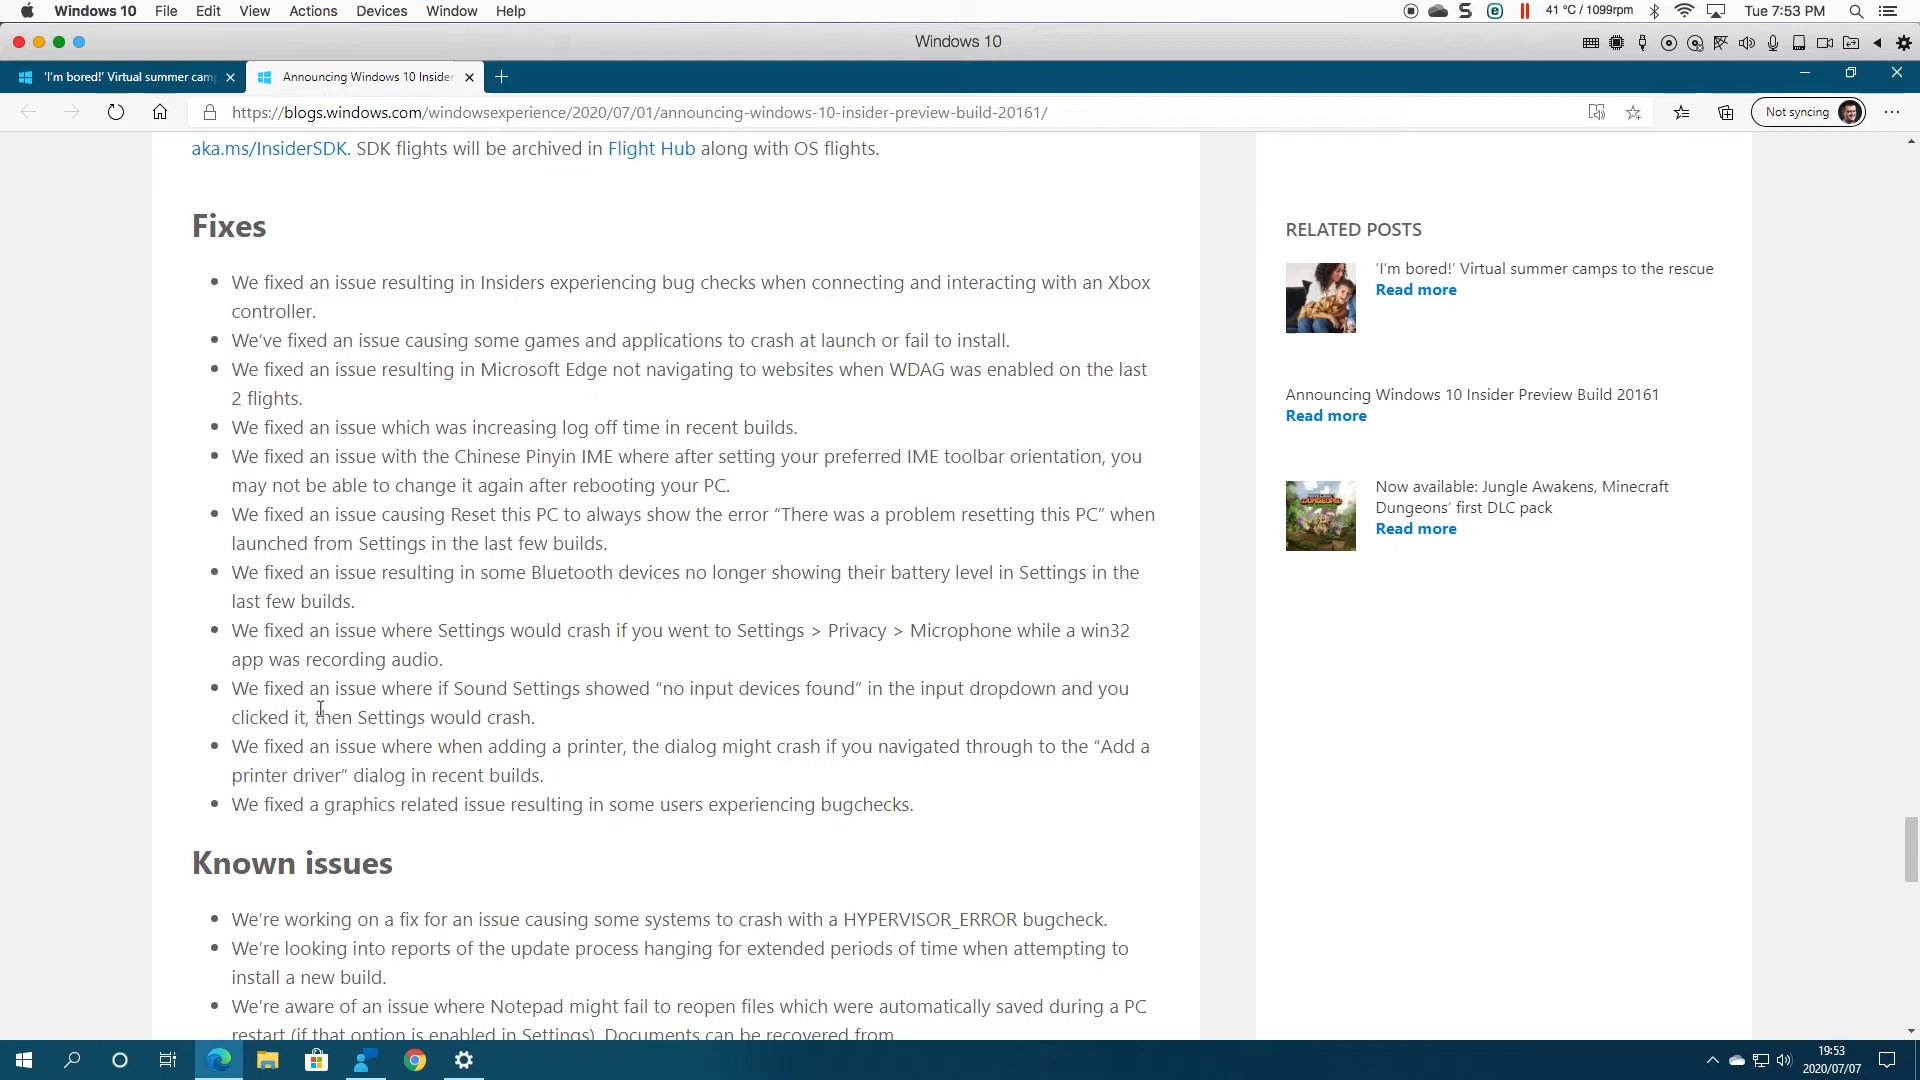 Windows 10 File Edit View Actions Devices Window Help 41 °C / 1099rpm Tue 7:53 PM
Windows 10
'I'm bored!' Virtual summer cam Announcing Windows 10 Insider
https://blogs.windows.com/windowsexperience/2020/07/01/announcing-windows-10-insider-preview-build-20161/ Not syncing
aka.ms/InsiderSDK. SDK flights will be archived in Flight Hub along with OS flights.
Fixes
We fixed an issue resulting in Insiders experiencing bug checks when connecting and interacting with an Xbox
controller.
We've fixed an issue causing some games and applications to crash at launch or fail to install.
We fixed an issue resulting in Microsoft Edge not navigating to websites when WDAG was enabled on the last
2 flights.
We fixed an issue which was increasing log off time in recent builds.
We fixed an issue with the Chinese Pinyin IME where after setting your preferred IME toolbar orientation, you
may not be able to change it again after rebooting your PC.
We fixed an issue causing Reset this PC to always show the error “There was a problem resetting this PC” when
launched from Settings in the last few builds.
We fixed an issue resulting in some Bluetooth devices no longer showing their battery level in Settings in the
last few builds.
We fixed an issue where Settings would crash if you went to Settings > Privacy > Microphone while a win32
app was recording audio.
We fixed an issue where if Sound Settings showed “no input devices found” in the input dropdown and you
clicked it, then Settings would crash.
We fixed an issue where when adding a printer, the dialog might crash if you navigated through to the “Add a
printer driver” dialog in recent builds.
We fixed a graphics related issue resulting in some users experiencing bugchecks.
Known issues
We're working on a fix for an issue causing some systems to crash with a HYPERVISOR_ERROR bugcheck.
We're looking into reports of the update process hanging for extended periods of time when attempting to
install a new build.
We're aware of an issue where Notepad might fail to reopen files which were automatically saved during a PC
restart (if that option is enabled in Settings). Documents can be recovered from
RELATED POSTS
'I'm bored!' Virtual summer camps to the rescue
Read more
Announcing Windows 10 Insider Preview Build 20161
Read more
Now available: Jungle Awakens, Minecraft
Dungeons' first DLC pack
Read more
19:53
2020/07/07